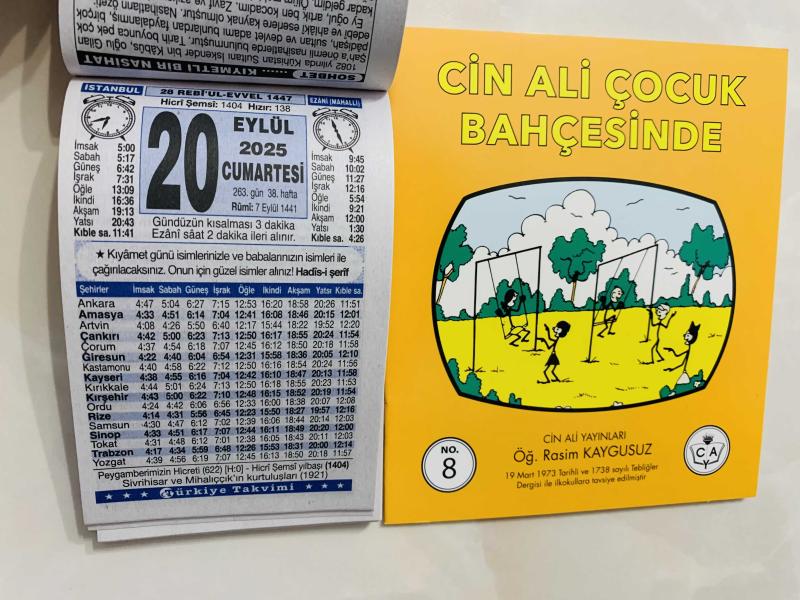 1082 yılında Kûhistan Sultanı İskender bin Kâbûs, oğlu Gilan
SOHBET ..... KIYMETLİ BİR NASİHAT
İSTANBUL
28 REBÎ'UL-EVVEL 1447
EZANİ (MAHALLİ)
Hicrî Şemsî: 1404 Hızır: 138
20
EYLÜL
2025
CUMARTESİ
263. gün 38. hafta
Rûmî: 7 Eylül 1441
İmsak 5:00
Sabah 5:17
Güneş 6:42
İşrak 7:31
Öğle 13:09
İkindi 16:36
Akşam 19:13
Yatsı 20:43
Kıble sa. 11:41
İmsak 9:45
Sabah 10:02
Güneş 11:27
İşrak 12:16
Öğle 5:54
İkindi 9:21
Akşam 12:00
Yatsı 1:30
Kıble sa. 4:26
Gündüzün kısalması 3 dakika
Ezânî sâat 2 dakika ileri alınır.
★ Kıyâmet günü isimlerinizle ve babalarınızın isimleri ile
çağırılacaksınız. Onun için güzel isimler alınız! Hadîs-i şerîf
Şehirler İmsak Sabah Güneş İşrak Öğle İkindi Akşam Yatsı Kıble sa.
Ankara 4:47 5:04 6:27 7:15 12:53 16:20 18:58 20:26 11:51
Amasya 4:33 4:51 6:14 7:04 12:41 16:08 18:46 20:15 12:01
Artvin 4:08 4:26 5:50 6:40 12:17 15:44 18:22 19:52 12:20
Çankırı 4:42 5:00 6:23 7:13 12:50 16:17 18:55 20:24 11:54
Çorum 4:37 4:54 6:18 7:07 12:45 16:12 18:50 20:18 11:58
Giresun 4:22 4:40 6:04 6:54 12:31 15:58 18:36 20:05 12:10
Kastamonu 4:40 4:58 6:22 7:12 12:50 16:16 18:54 20:24 11:56
Kayseri 4:38 4:55 6:16 7:04 12:42 16:10 18:47 20:13 11:58
Kırıkkale 4:44 5:01 6:24 7:13 12:50 16:18 18:55 20:23 11:53
Kırşehir 4:43 5:00 6:22 7:10 12:48 16:15 18:52 20:19 11:54
Ordu 4:24 4:42 6:06 6:56 12:33 16:00 18:38 20:07 12:08
Rize 4:14 4:31 5:56 6:45 12:23 15:50 18:27 19:57 12:16
Samsun 4:30 4:47 6:12 7:02 12:39 16:06 18:44 20:14 12:03
Sinop 4:33 4:51 6:17 7:07 12:44 16:11 18:49 20:20 12:00
Tokat 4:31 4:48 6:12 7:01 12:38 16:05 18:43 20:11 12:03
Trabzon 4:17 4:34 5:59 6:48 12:26 15:53 18:31 20:00 12:14
Yozgat 4:39 4:56 6:19 7:07 12:45 16:13 18:50 20:18 11:57
Peygamberimizin Hicreti (622) [H:0] - Hicrî Şemsî yılbaşı (1404)
Sivrihisar ve Mihalıççık'ın kurtuluşları (1921)
★ ★ ★ Türkiye Takvimi ★ ★ ★
CİN ALİ ÇOCUK
BAHÇESİNDE
CİN ALİ YAYINLARI
Öğ. Rasim KAYGUSUZ
19 Mart 1973 Tarihli ve 1738 sayılı Tebliğler
Dergisi ile ilkokullara tavsiye edilmiştir
NO.
8
C A
Y